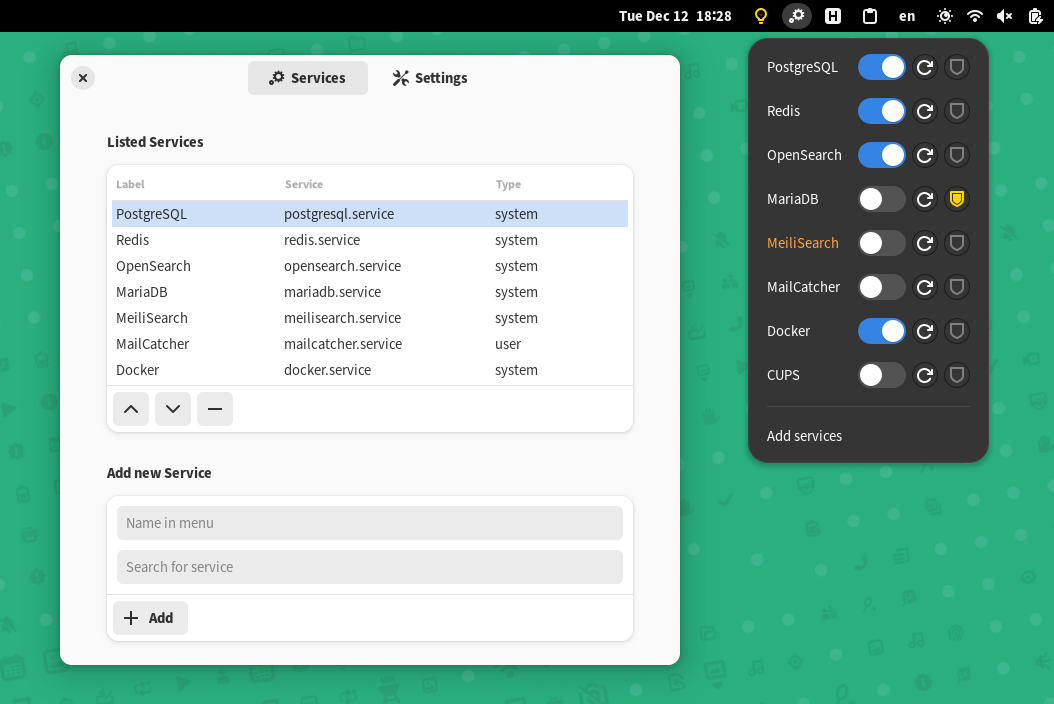 Tue Dec 12 18:28
H
en
Services
Settings
Listed Services
Label Service Type
PostgreSQL postgresql.service system
Redis redis.service system
OpenSearch opensearch.service system
MariaDB mariadb.service system
MeiliSearch meilisearch.service system
MailCatcher mailcatcher.service user
Docker docker.service system
Add new Service
Name in menu
Search for service
Add
PostgreSQL
Redis
OpenSearch
MariaDB
MeiliSearch
MailCatcher
Docker
CUPS
Add services